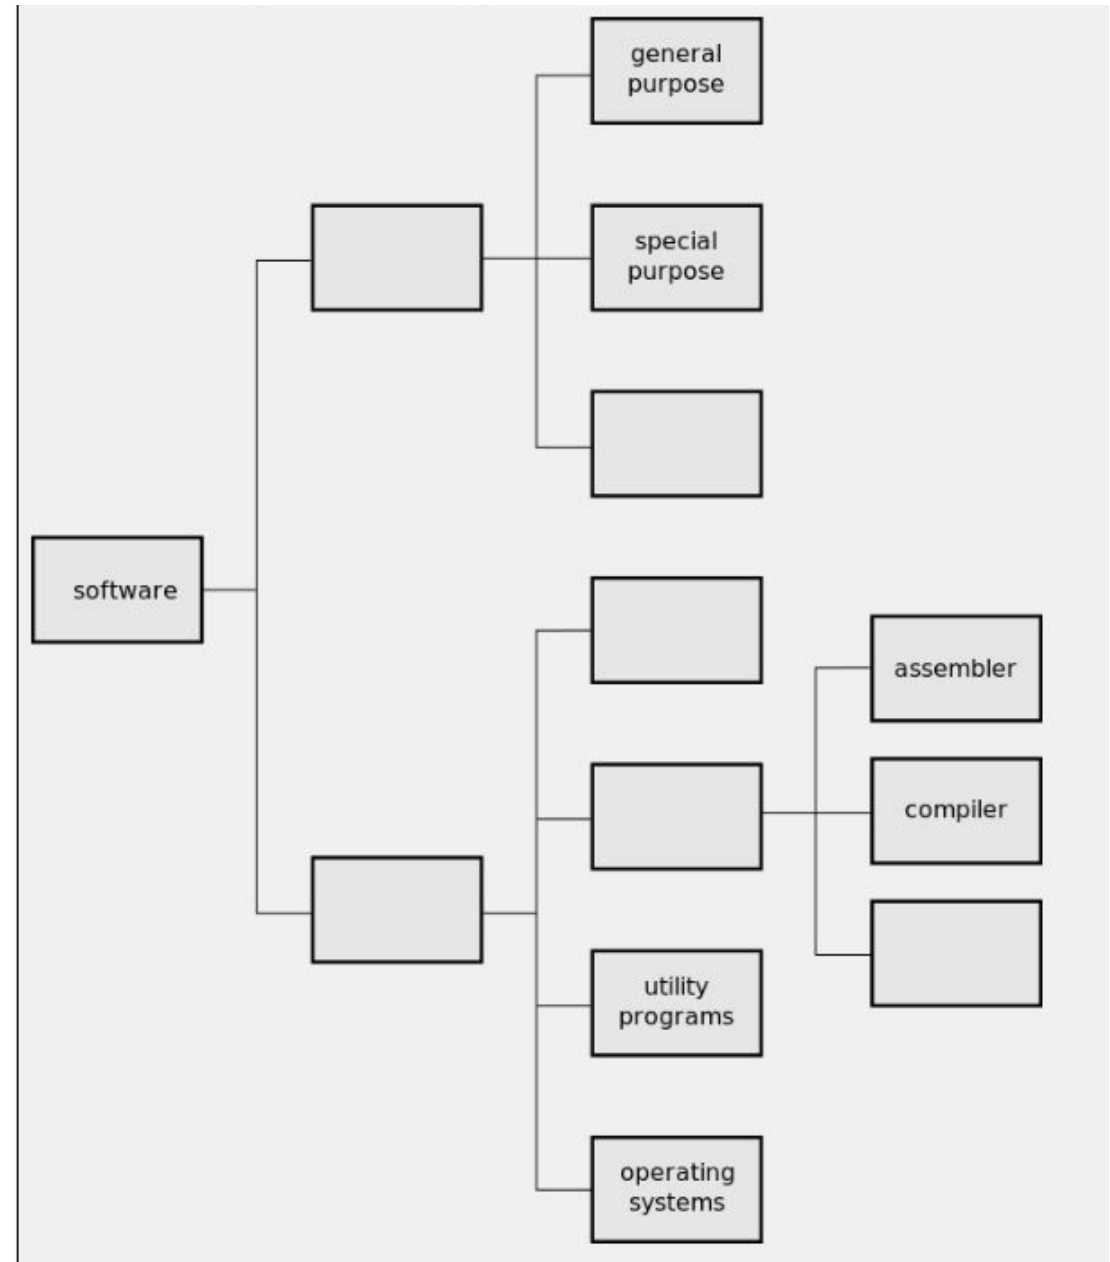 general
purpose
special
purpose
software
assembler
compiler
utility
programs
operating
systems